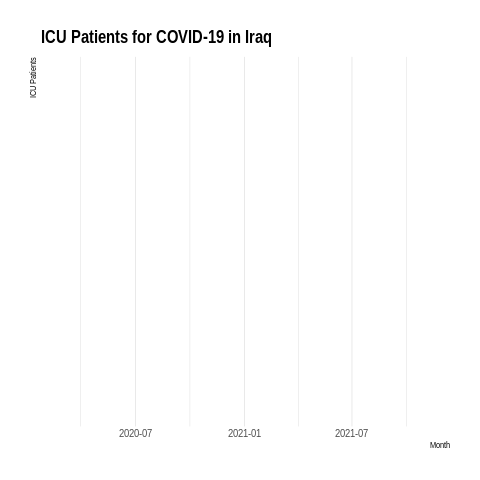 ICU Patients for COVID-19 in Iraq
ICU Patients
2020-07
2021-01
2021-07
Month